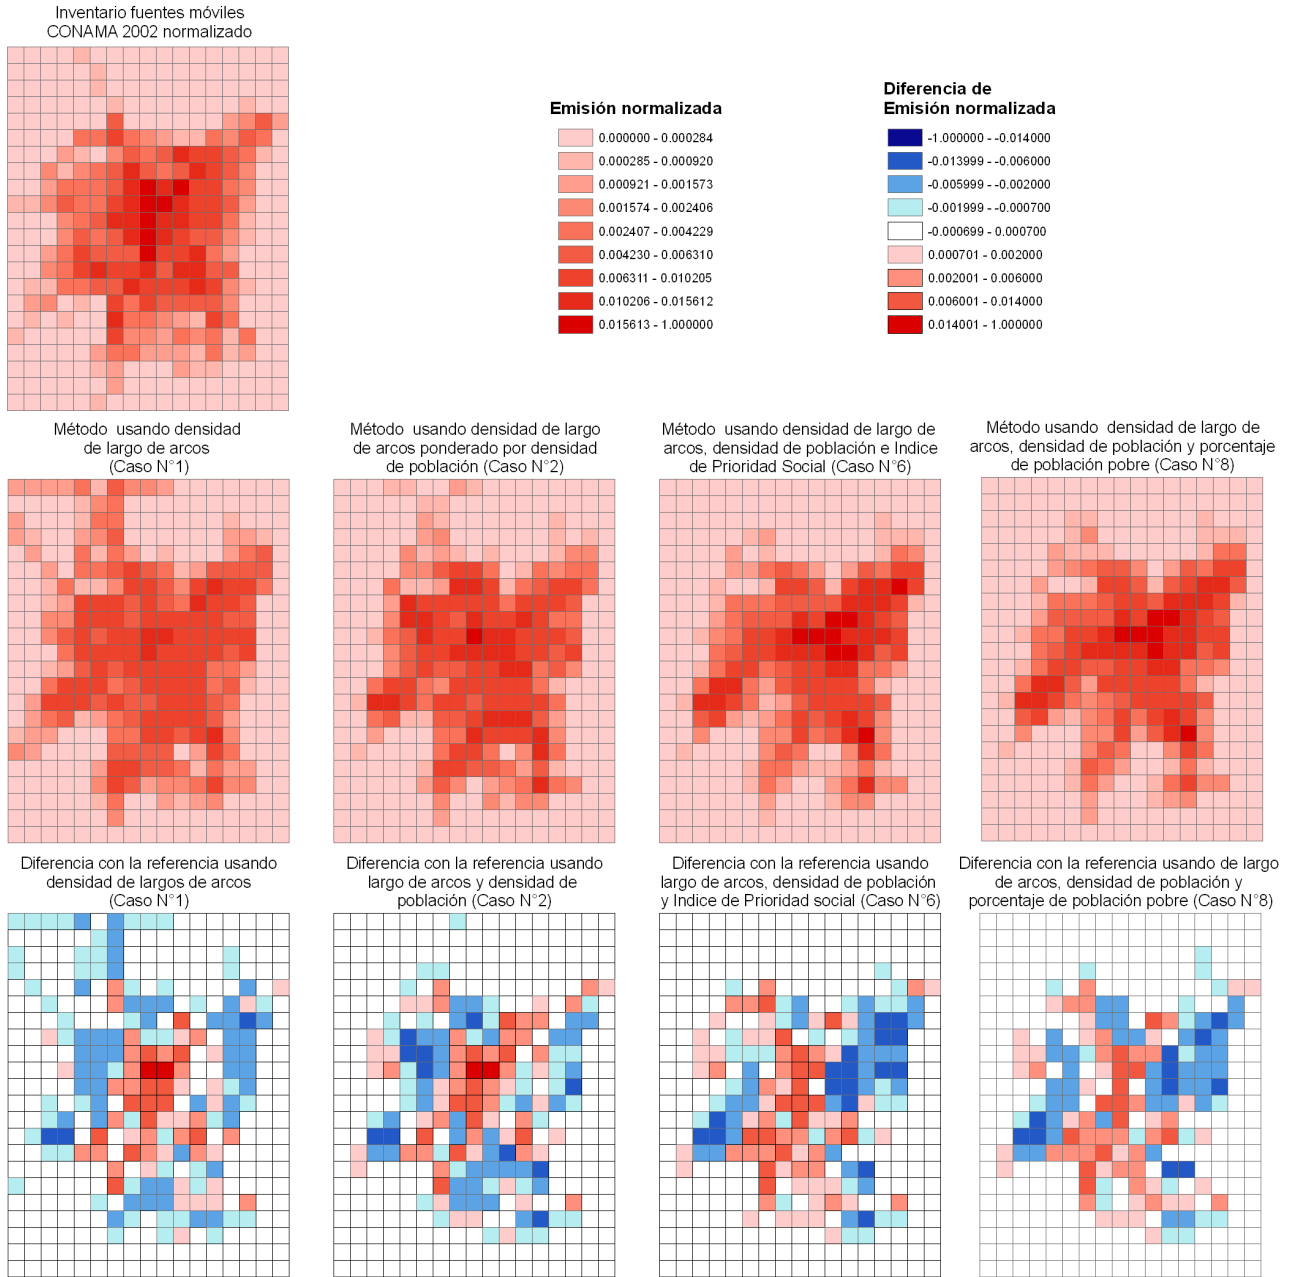 Inventario fuentes móviles
CONAMA 2002 normalizado
Emisión normalizada
0.000000 - 0.000284
0.000285 - 0.000920
0.000921 - 0.001573
0.001574 - 0.002406
0.002407 - 0.004229
0.004230 - 0.006310
0.006311 - 0.010205
0.010206 - 0.015612
0.015613 - 1.000000
Diferencia de
Emisión normalizada
-1.000000 - -0.014000
-0.013999 - -0.006000
-0.005999 - -0.002000
-0.001999 - -0.000700
-0.000699 - 0.000700
0.000701 - 0.002000
0.002001 - 0.006000
0.006001 - 0.014000
0.014001 - 1.000000
Método usando densidad
de largo de arcos
(Caso N°1)
Método usando densidad de largo
de arcos ponderado por densidad
de población (Caso N°2)
Método usando densidad de largo de
arcos, densidad de población e Indice
de Prioridad Social (Caso N°6)
Método usando densidad de largo de
arcos, densidad de población y porcentaje
de población pobre (Caso N°8)
Diferencia con la referencia usando
densidad de largos de arcos
(Caso N°1)
Diferencia con la referencia usando
largo de arcos y densidad de
población (Caso N°2)
Diferencia con la referencia usando
largo de arcos, densidad de población
y Indice de Prioridad social (Caso N°6)
Diferencia con la referencia usando de largo
de arcos, densidad de población y
porcentaje de población pobre (Caso N°8)